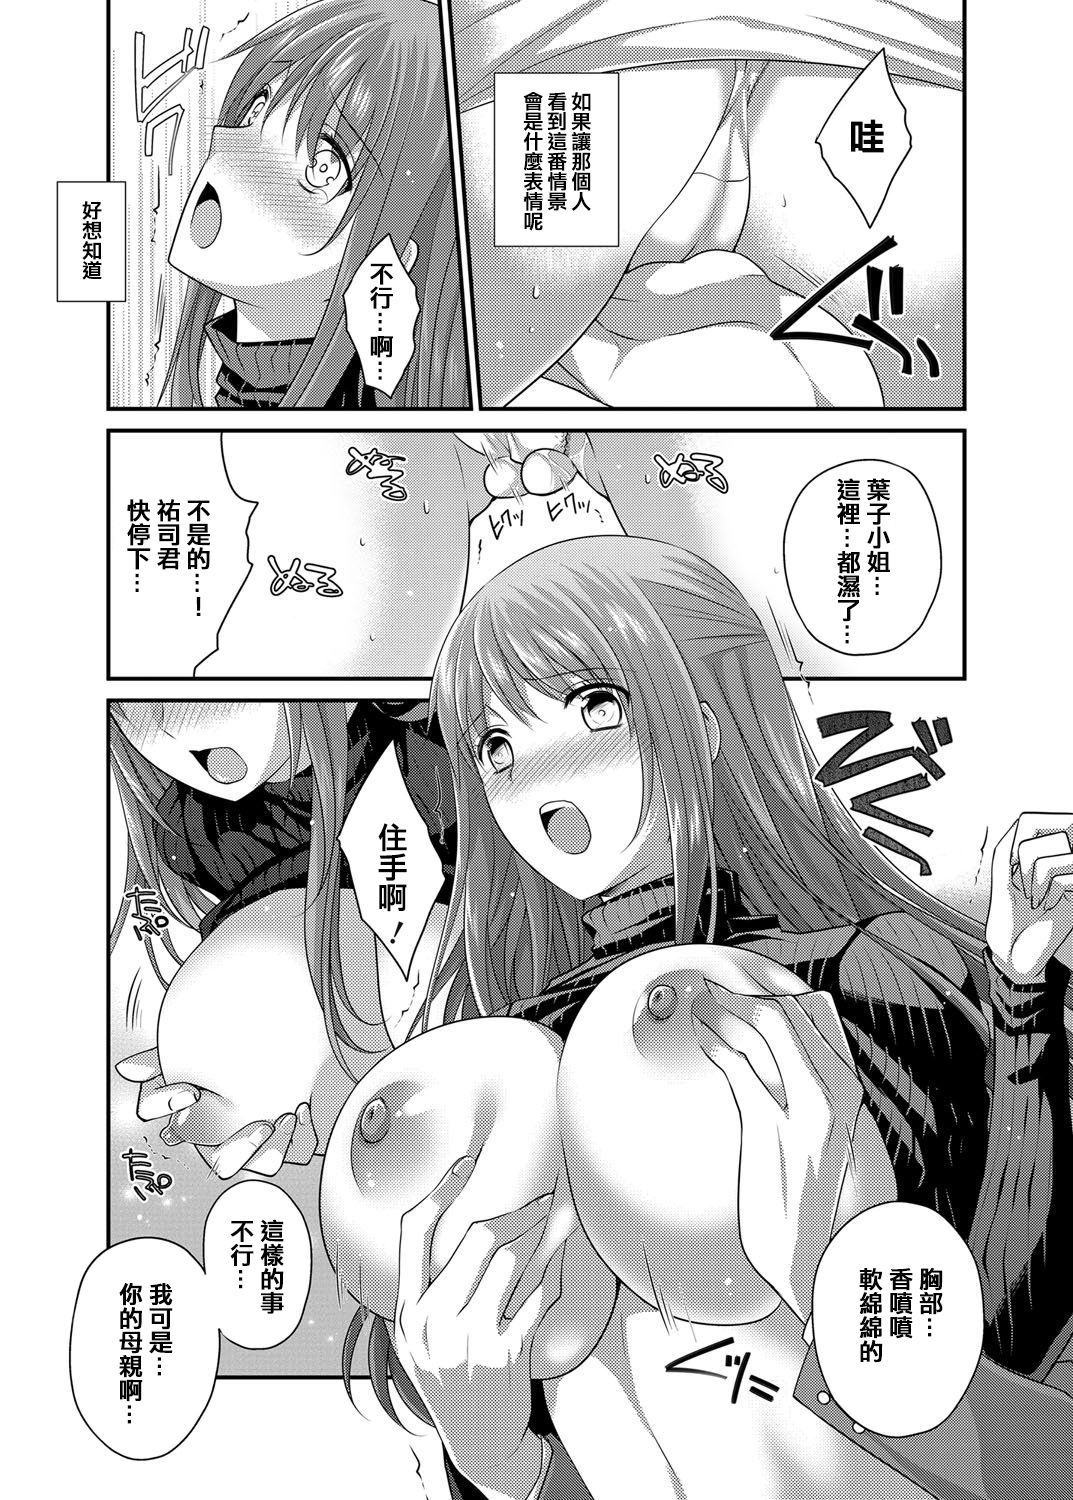 哇
如果讓那個人
看到這番情景
會是什麼表情呢
不行…啊…
好想知道
葉子小姐…
這裡…都濕了…
不是的…！
祐司君
快停下…
ヒクッ
ヒクッ
ぬる
ぬる
ぬる
住手啊！
たぷ
たぷ
胸部…
香噴噴
軟綿綿的
這樣的事
不行…
我可是…
你的母親啊…